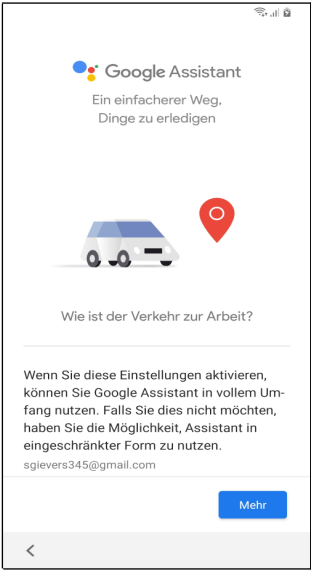 Google Assistant
Ein einfacherer Weg,
Dinge zu erledigen
Wie ist der Verkehr zur Arbeit?
Wenn Sie diese Einstellungen aktivieren,
können Sie Google Assistant in vollem Um-
fang nutzen. Falls Sie dies nicht möchten,
haben Sie die Möglichkeit, Assistant in
eingeschränkter Form zu nutzen.
sgievers345@gmail.com
Mehr